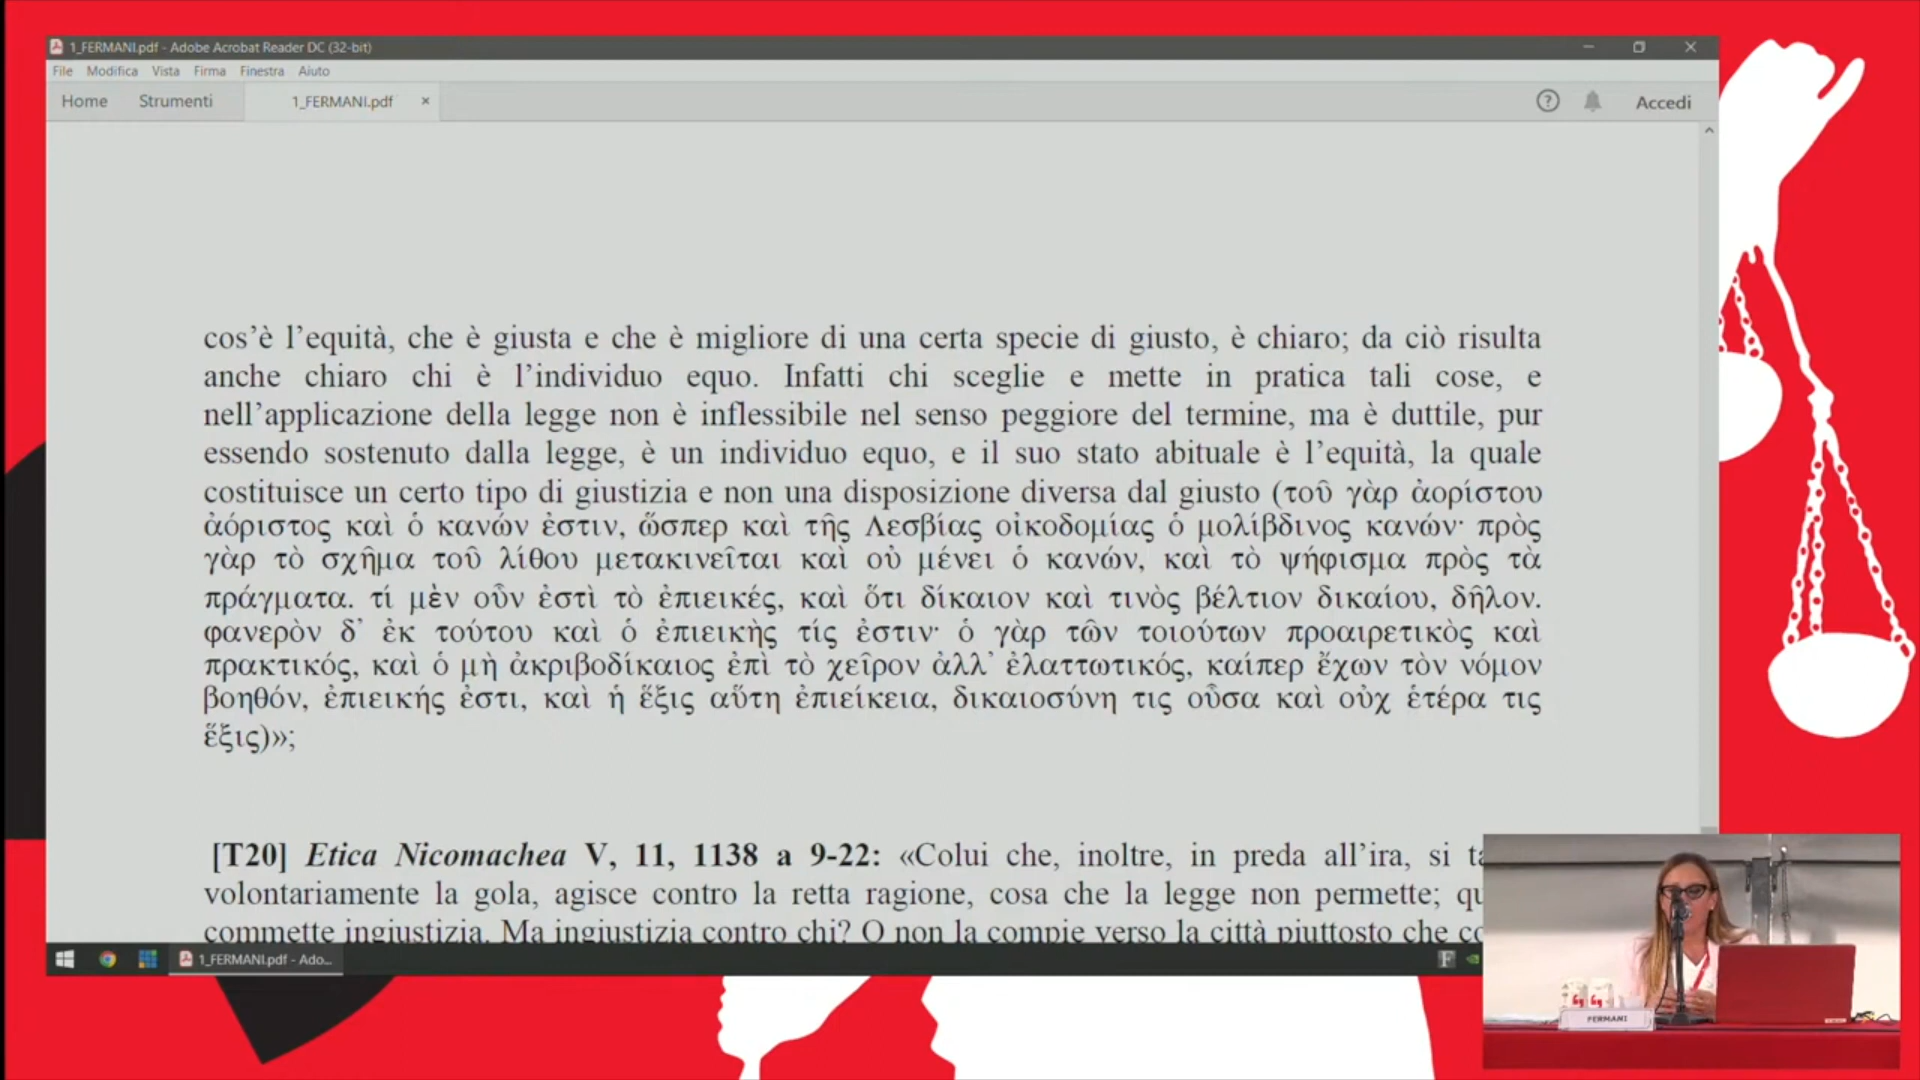 1_FERMANI.pdf - Adobe Acrobat Reader DC (32-bit)
File Modifica Vista Firma Finestra Aiuto
Home Strumenti 1_FERMANI.pdf × ? Accedi
cos’è l’equità, che è giusta e che è migliore di una certa specie di giusto, è chiaro; da ciò risulta
anche chiaro chi è l’individuo equo. Infatti chi sceglie e mette in pratica tali cose, e
nell’applicazione della legge non è inflessibile nel senso peggiore del termine, ma è duttile, pur
essendo sostenuto dalla legge, è un individuo equo, e il suo stato abituale è l’equità, la quale
costituisce un certo tipo di giustizia e non una disposizione diversa dal giusto (τοῦ γὰρ ἀορίστου
ἀόριστος καὶ ὁ κανών ἐστιν, ὥσπερ καὶ τῆς Λεσβίας οἰκοδομίας ὁ μολίβδινος κανών· πρὸς
γὰρ τὸ σχῆμα τοῦ λίθου μετακινεῖται καὶ οὐ μένει ὁ κανών, καὶ τὸ ψήφισμα πρὸς τὰ
πράγματα. τί μὲν οὖν ἐστὶ τὸ ἐπιεικές, καὶ ὅτι δίκαιον καὶ τινὸς βέλτιον δικαίου, δῆλον.
φανερὸν δ’ ἐκ τούτου καὶ ὁ ἐπιεικὴς τίς ἐστιν· ὁ γὰρ τῶν τοιούτων προαιρετικὸς καὶ
πρακτικός, καὶ ὁ μὴ ἀκριβοδίκαιος ἐπὶ τὸ χεῖρον ἀλλ’ ἐλαττωτικός, καίπερ ἔχων τὸν νόμον
βοηθόν, ἐπιεικής ἐστι, καὶ ἡ ἕξις αὕτη ἐπιείκεια, δικαιοσύνη τις οὖσα καὶ οὐχ ἑτέρα τις
ἕξις)»;
[T20] Etica Nicomachea V, 11, 1138 a 9-22: «Colui che, inoltre, in preda all’ira, si ta
volontariamente la gola, agisce contro la retta ragione, cosa che la legge non permette; qu
commette ingiustizia. Ma ingiustizia contro chi? O non la compie verso la città piuttosto che co
1_FERMANI.pdf - Ado...
F
FERMANI